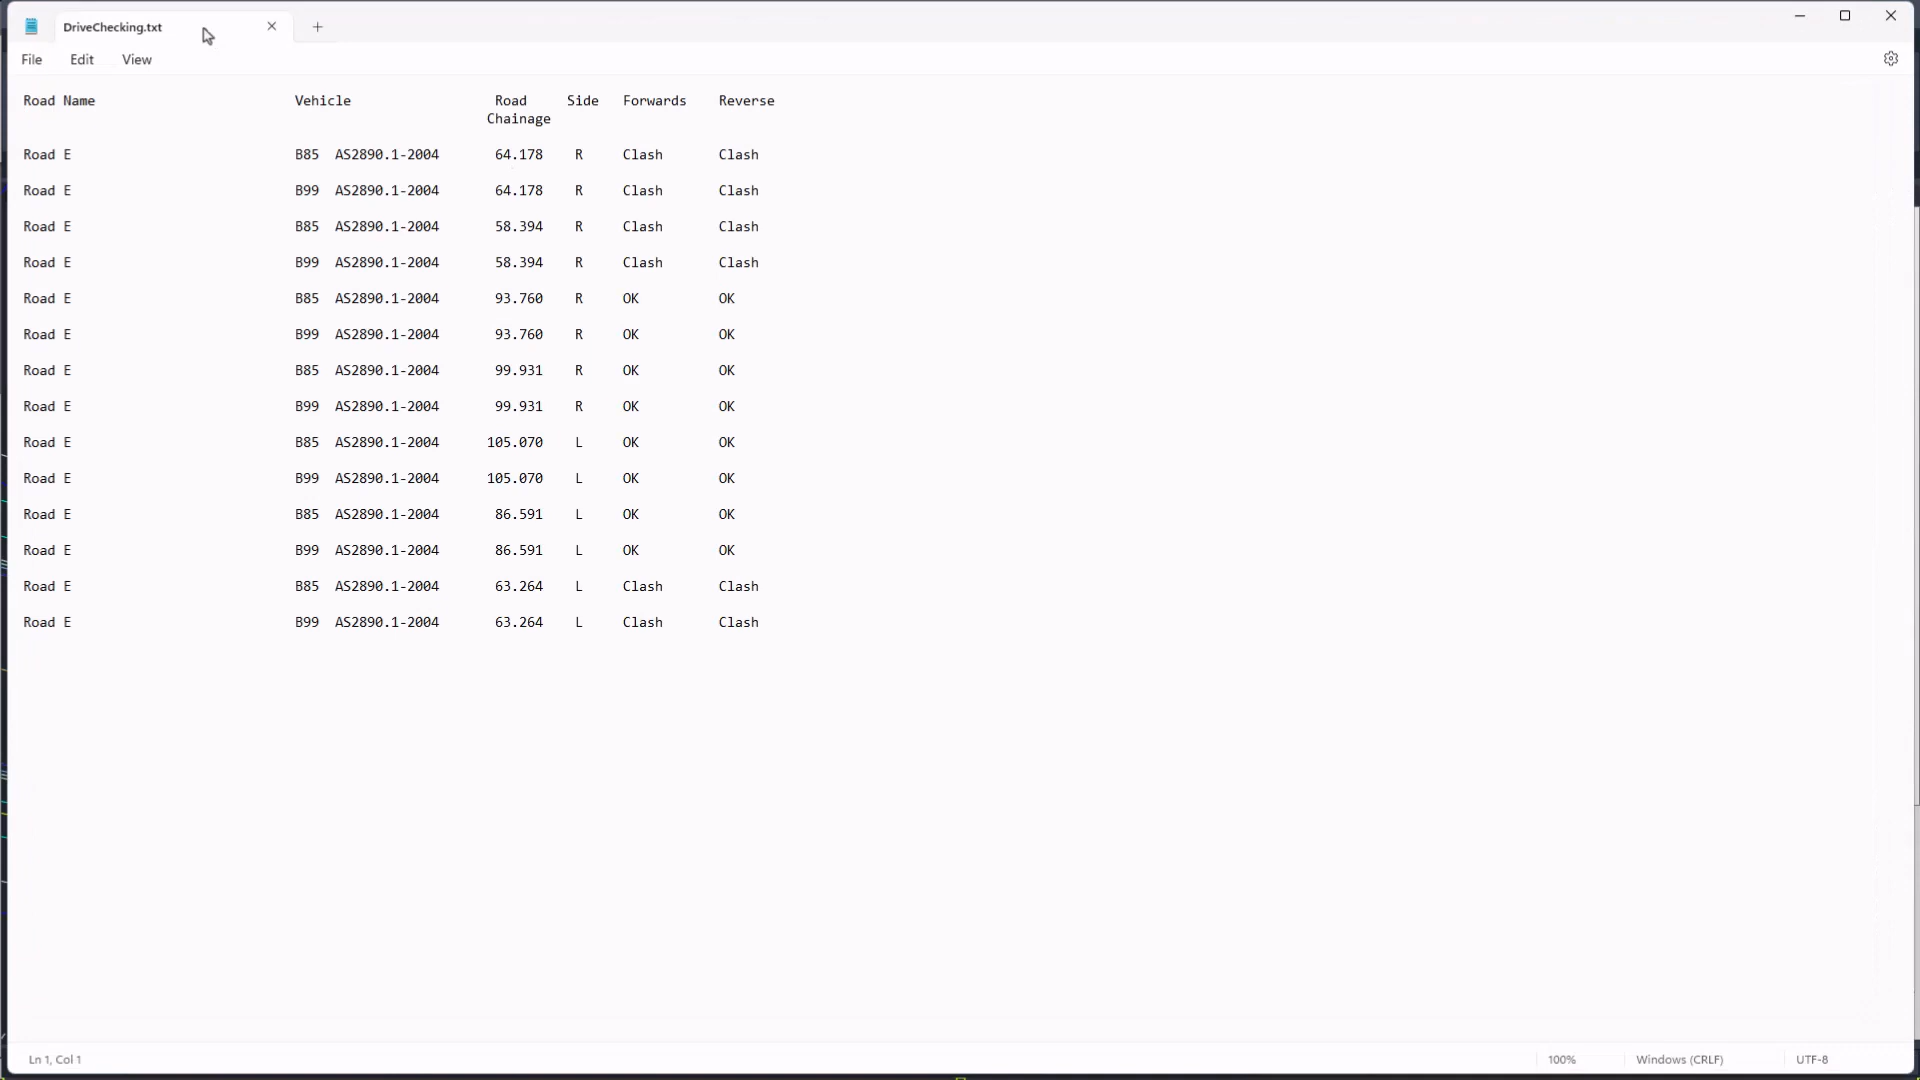 DriveChecking.txt
File Edit View
Road Name Vehicle Road Side Forwards Reverse
Chainage
Road E B85 AS2890.1-2004 64.178 R Clash Clash
Road E B99 AS2890.1-2004 64.178 R Clash Clash
Road E B85 AS2890.1-2004 58.394 R Clash Clash
Road E B99 AS2890.1-2004 58.394 R Clash Clash
Road E B85 AS2890.1-2004 93.760 R OK OK
Road E B99 AS2890.1-2004 93.760 R OK OK
Road E B85 AS2890.1-2004 99.931 R OK OK
Road E B99 AS2890.1-2004 99.931 R OK OK
Road E B85 AS2890.1-2004 105.070 L OK OK
Road E B99 AS2890.1-2004 105.070 L OK OK
Road E B85 AS2890.1-2004 86.591 L OK OK
Road E B99 AS2890.1-2004 86.591 L OK OK
Road E B85 AS2890.1-2004 63.264 L Clash Clash
Road E B99 AS2890.1-2004 63.264 L Clash Clash
Ln 1, Col 1 100% Windows (CRLF) UTF-8